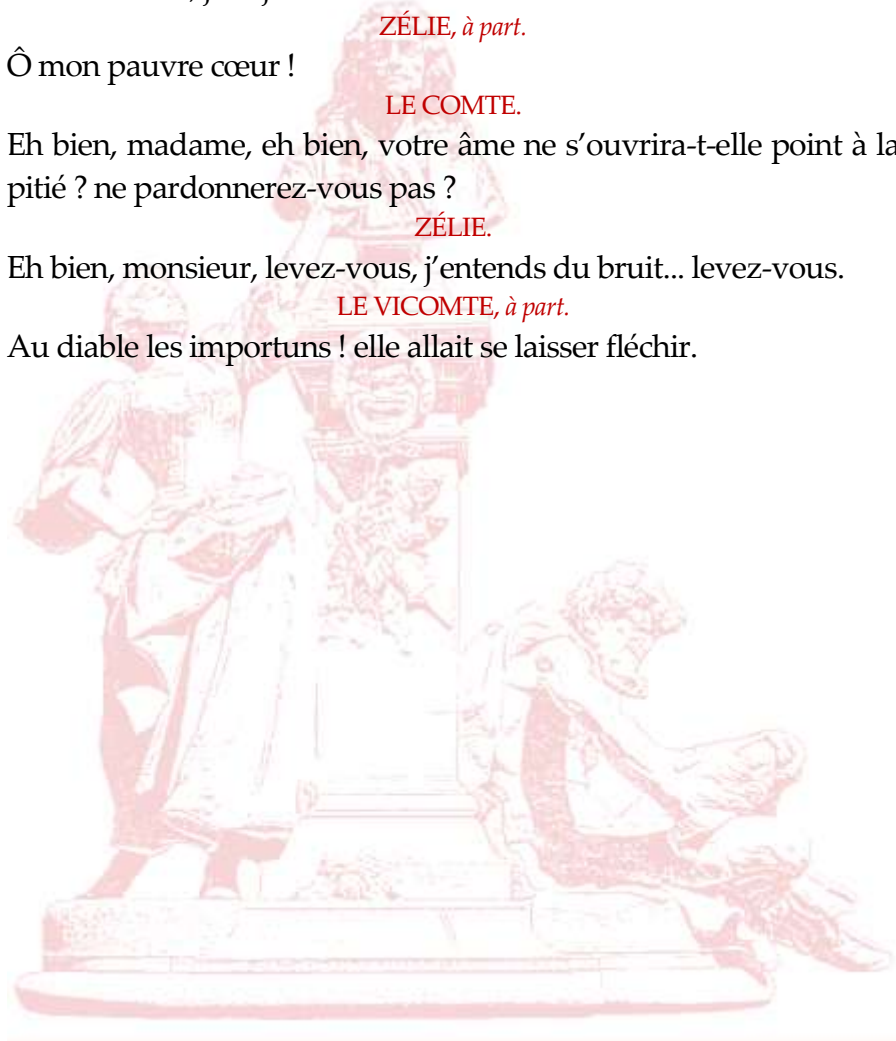 ZÉLIE, à part.
Ô mon pauvre cœur !
LE COMTE.
Eh bien, madame, eh bien, votre âme ne s’ouvrira-t-elle point à la
pitié ? ne pardonnerez-vous pas ?
ZÉLIE.
Eh bien, monsieur, levez-vous, j’entends du bruit... levez-vous.
LE VICOMTE, à part.
Au diable les importuns ! elle allait se laisser fléchir.